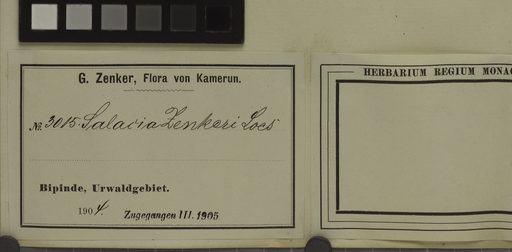 G. Zenker, Flora von Kamerun.
No. 3015. Salacia Zenkeri Loes
Bipinde, Urwaldgebiet.
1904.
Zugegangen III. 1905
HERBARIUM REGIUM MONAC